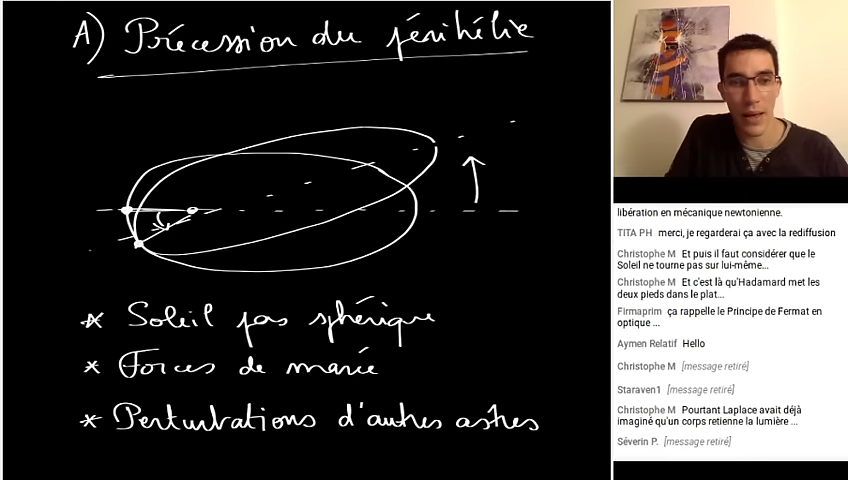 A) Précession du périhélie
* Soleil pas sphérique
* Forces de marée
* Perturbations d'autres astres
libération en mécanique newtonienne.
TITA PH merci, je regarderai ça avec la rediffusion
Christophe M Et puis il faut considérer que le
Soleil ne tourne pas sur lui-même...
Christophe M Et c'est là qu'Hadamard met les
deux pieds dans le plat...
Firmaprim ça rappelle le Principe de Fermat en
optique ...
Aymen Relatif Hello
Christophe M [message retiré]
Staraven1 [message retiré]
Christophe M Pourtant Laplace avait déjà
imaginé qu'un corps retienne la lumière ...
Séverin P. [message retiré]